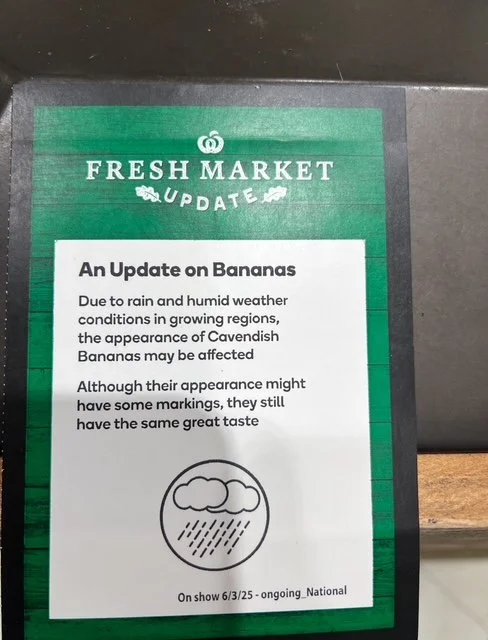 FRESH MARKET
UPDATE
An Update on Bananas
Due to rain and humid weather
conditions in growing regions,
the appearance of Cavendish
Bananas may be affected
Although their appearance might
have some markings, they still
have the same great taste
On show 6/3/25 - ongoing_National